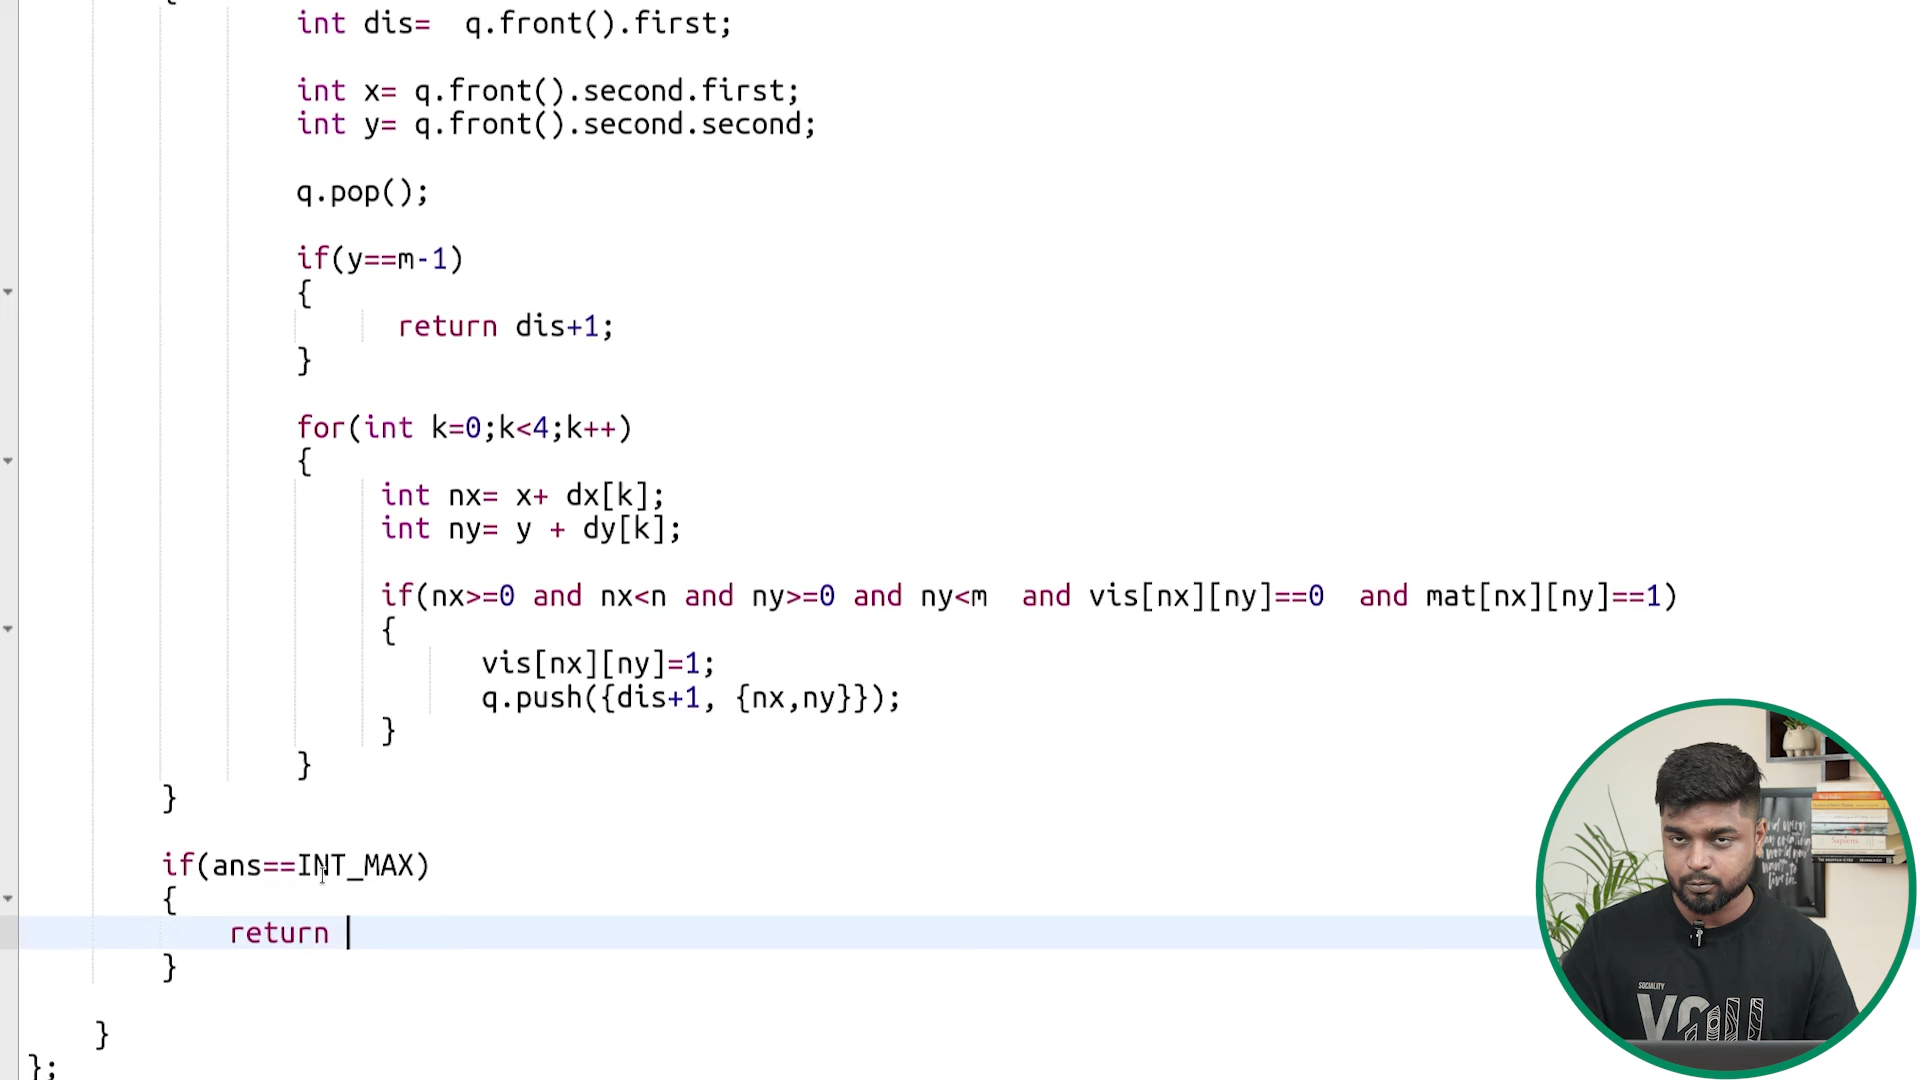 {
int dis=  q.front().first;
int x= q.front().second.first;
int y= q.front().second.second;
q.pop();
if(y==m-1)
{
return dis+1;
}
for(int k=0;k<4;k++)
{
int nx= x+ dx[k];
int ny= y + dy[k];
if(nx>=0 and nx<n and ny>=0 and ny<m  and vis[nx][ny]==0  and mat[nx][ny]==1)
{
vis[nx][ny]=1;
q.push({dis+1, {nx,ny}});
}
}
}
if(ans==INT_MAX)
{
return
}
}
};
Sapiens
SOCIALITY